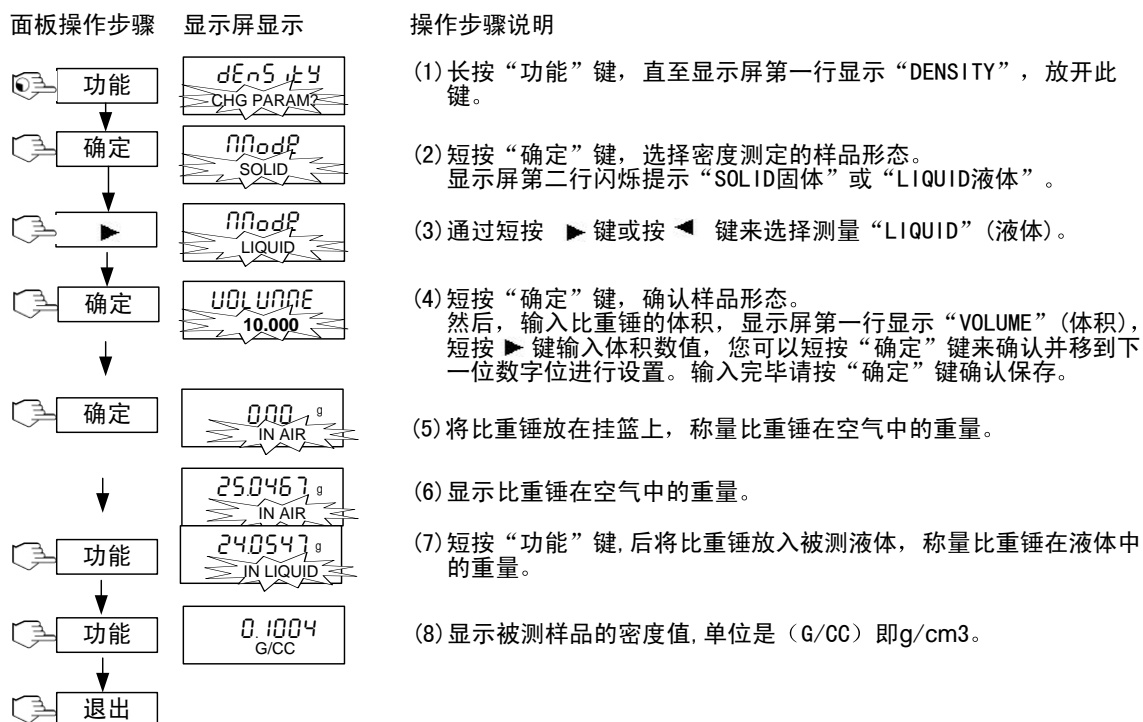 面板操作步骤 显示屏显示 操作步骤说明
功能
dEnSitY
CHG PARAM?
(1)长按“功能”键，直至显示屏第一行显示“DENSITY”，放开此
键。
确定
ModE
SOLID
(2)短按“确定”键，选择密度测定的样品形态。
显示屏第二行闪烁提示“SOLID固体”或“LIQUID液体”。
▶
ModE
LIQUID
(3)通过短按 ▶ 键或按 ◀ 键来选择测量“LIQUID”(液体)。
确定
VOLUME
10.000
(4)短按“确定”键，确认样品形态。
然后，输入比重锤的体积，显示屏第一行显示“VOLUME”(体积)，
短按 ▶ 键输入体积数值，您可以短按“确定”键来确认并移到下
一位数字位进行设置。输入完毕请按“确定”键确认保存。
确定
0.00 g
IN AIR
(5)将比重锤放在挂篮上，称量比重锤在空气中的重量。
25.0467 g
IN AIR
(6)显示比重锤在空气中的重量。
功能
24.0547 g
IN LIQUID
(7)短按“功能”键,后将比重锤放入被测液体，称量比重锤在液体中
的重量。
功能
0.1004
G/CC
(8)显示被测样品的密度值,单位是（G/CC）即g/cm3。
退出